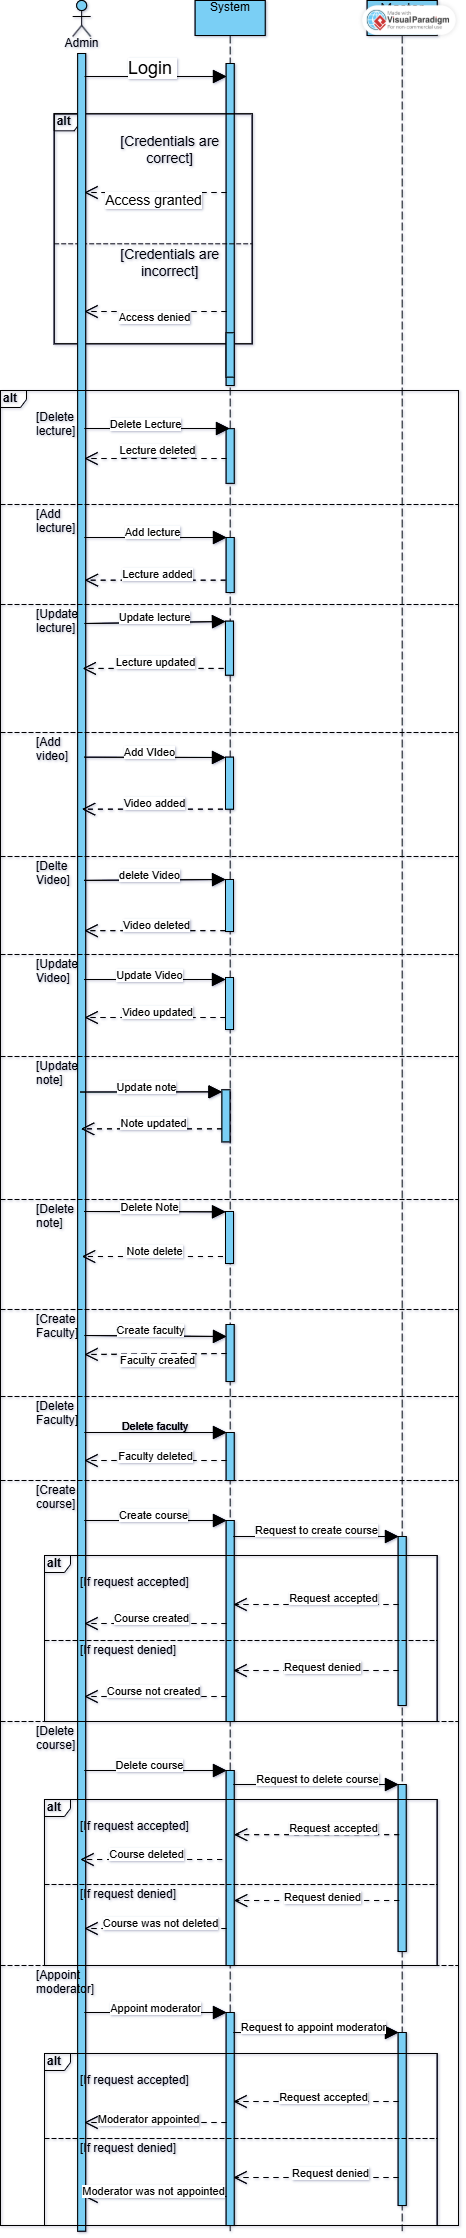 System
Made with
VisualParadigm
For non-commercial use
Admin
Login
alt
[Credentials are
correct]
Access granted
[Credentials are
incorrect]
Access denied
alt
[Delete
lecture]
Delete Lecture
Lecture deleted
[Add
lecture]
Add lecture
Lecture added
[Update
lecture]
Update lecture
Lecture updated
[Add
video]
Add VIdeo
Video added
[Delte
Video]
delete Video
Video deleted
[Update
Video]
Update Video
Video updated
[Update
note]
Update note
Note updated
[Delete
note]
Delete Note
Note delete
[Create
Faculty]
Create faculty
Faculty created
[Delete
Faculty]
Delete faculty
Faculty deleted
[Create
course]
Create course
Request to create course
alt
[If request accepted]
Request accepted
Course created
[If request denied]
Request denied
Course not created
[Delete
course]
Delete course
Request to delete course
alt
[If request accepted]
Request accepted
Course deleted
[If request denied]
Request denied
Course was not deleted
[Appoint
moderator]
Appoint moderator
Request to appoint moderator
alt
[If request accepted]
Request accepted
Moderator appointed
[If request denied]
Request denied
Moderator was not appointed